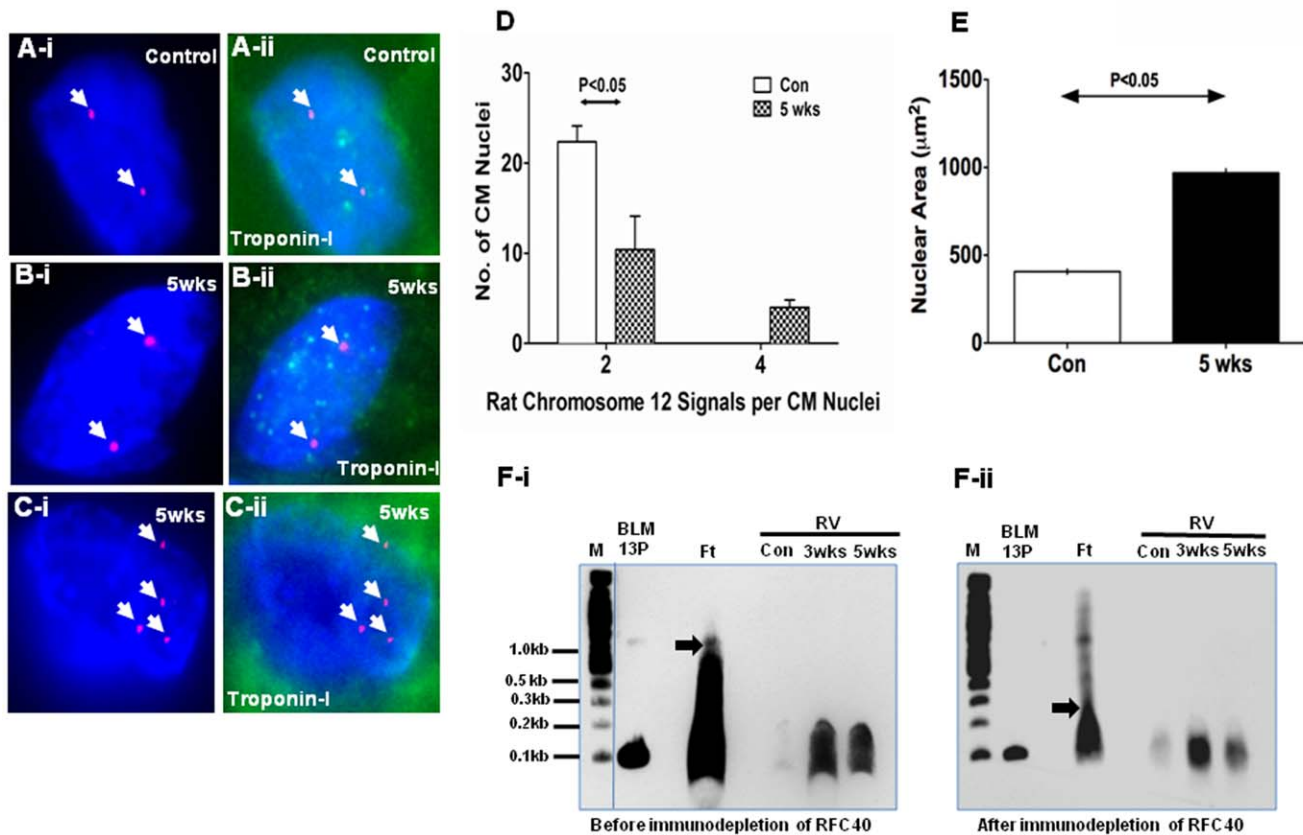 A-i
Control
A-ii
Control
Troponin-I
B-i
5wks
B-ii
5wks
Troponin-I
C-i
5wks
C-ii
5wks
Troponin-I
D
30
20
10
0
No. of CM Nuclei
P<0.05
Con
5 wks
2
4
Rat Chromosome 12 Signals per CM Nuclei
E
1500
1000
500
0
Nuclear Area (µm²)
P<0.05
Con
5 wks
F-i
RV
M
BLM
13P
Ft
Con
3wks
5wks
1.0kb
0.5kb
0.3kb
0.2kb
0.1kb
Before immunodepletion of RFC40
F-ii
RV
M
BLM
13P
Ft
Con
3wks
5wks
After immunodepletion of RFC40